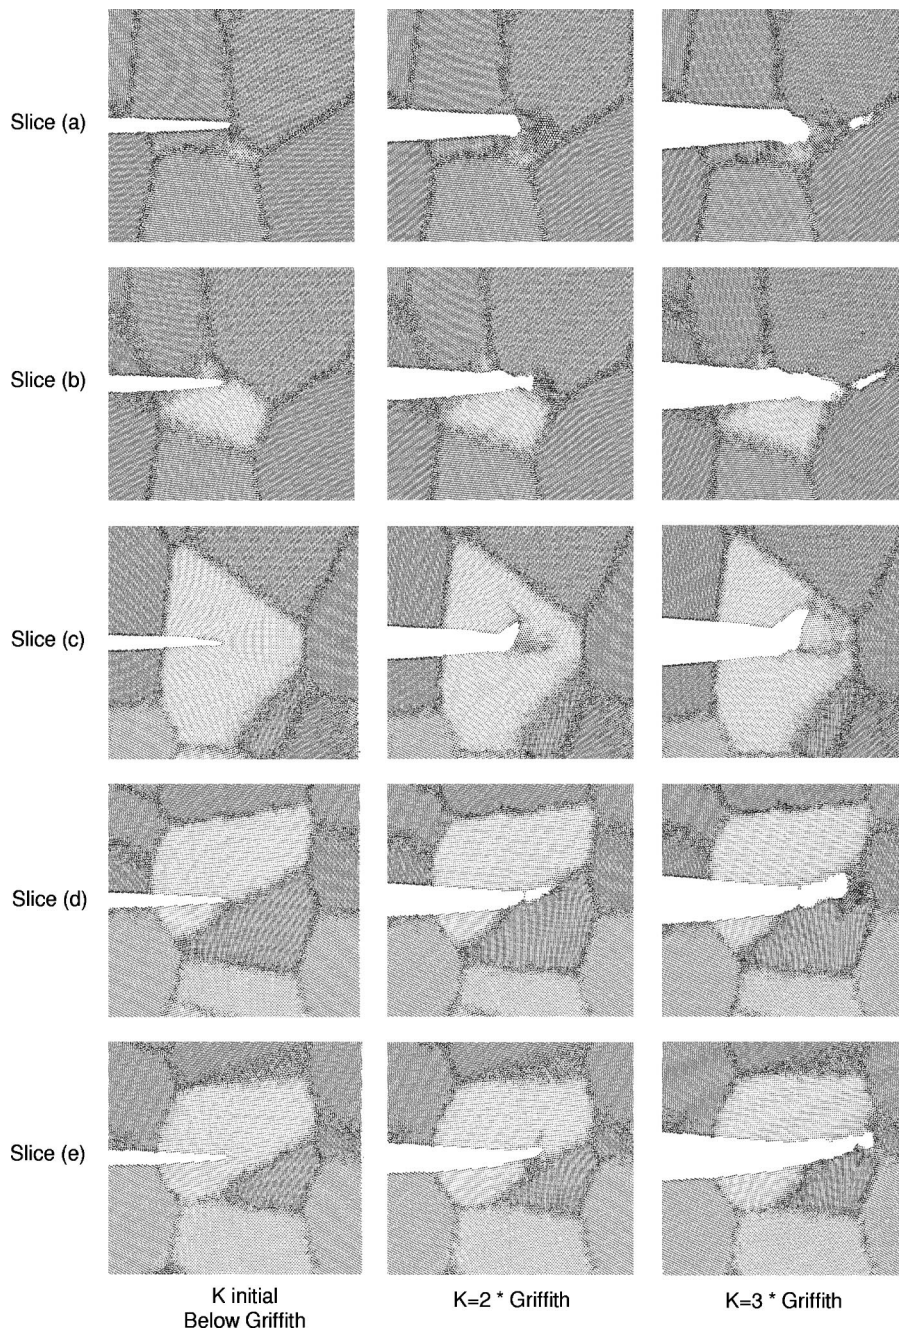 Slice (a)
Slice (b)
Slice (c)
Slice (d)
Slice (e)
K initial
Below Griffith
K=2 * Griffith
K=3 * Griffith